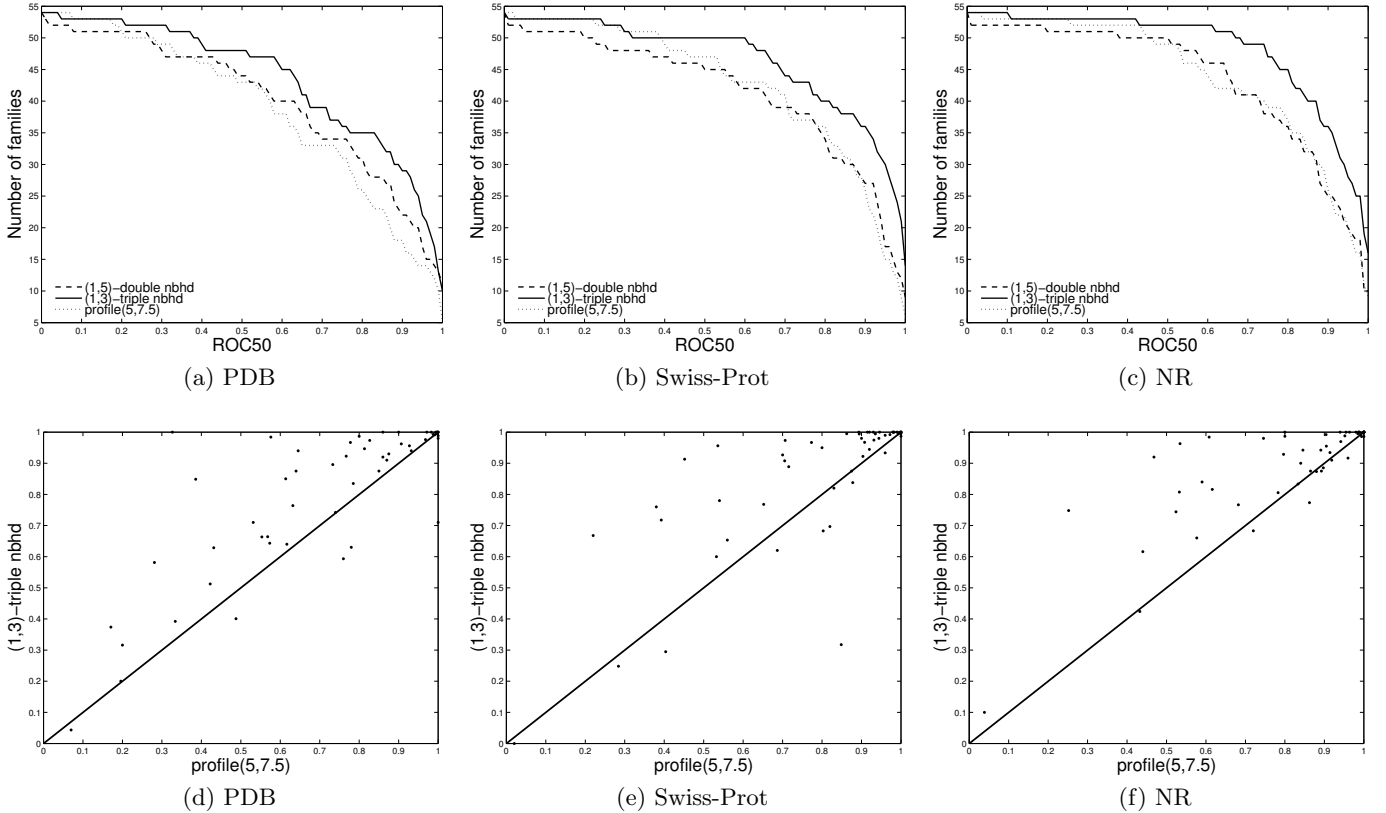 55
50
45
40
35
30
25
20
15
10
5
Number of families
(1,5)−double nbhd
(1,3)−triple nbhd
profile(5,7.5)
0 0.1 0.2 0.3 0.4 0.5 0.6 0.7 0.8 0.9 1
ROC50
(a) PDB
55
50
45
40
35
30
25
20
15
10
5
Number of families
(1,5)−double nbhd
(1,3)−triple nbhd
profile(5,7.5)
0 0.1 0.2 0.3 0.4 0.5 0.6 0.7 0.8 0.9 1
ROC50
(b) Swiss-Prot
55
50
45
40
35
30
25
20
15
10
5
Number of families
(1,5)−double nbhd
(1,3)−triple nbhd
profile(5,7.5)
0 0.1 0.2 0.3 0.4 0.5 0.6 0.7 0.8 0.9 1
ROC50
(c) NR
1
0.9
0.8
0.7
0.6
0.5
0.4
0.3
0.2
0.1
0
(1,3)−triple nbhd
0 0.1 0.2 0.3 0.4 0.5 0.6 0.7 0.8 0.9 1
profile(5,7.5)
(d) PDB
1
0.9
0.8
0.7
0.6
0.5
0.4
0.3
0.2
0.1
0
(1,3)−triple nbhd
0 0.1 0.2 0.3 0.4 0.5 0.6 0.7 0.8 0.9 1
profile(5,7.5)
(e) Swiss-Prot
1
0.9
0.8
0.7
0.6
0.5
0.4
0.3
0.2
0.1
0
(1,3)−triple nbhd
0 0.1 0.2 0.3 0.4 0.5 0.6 0.7 0.8 0.9 1
profile(5,7.5)
(f) NR